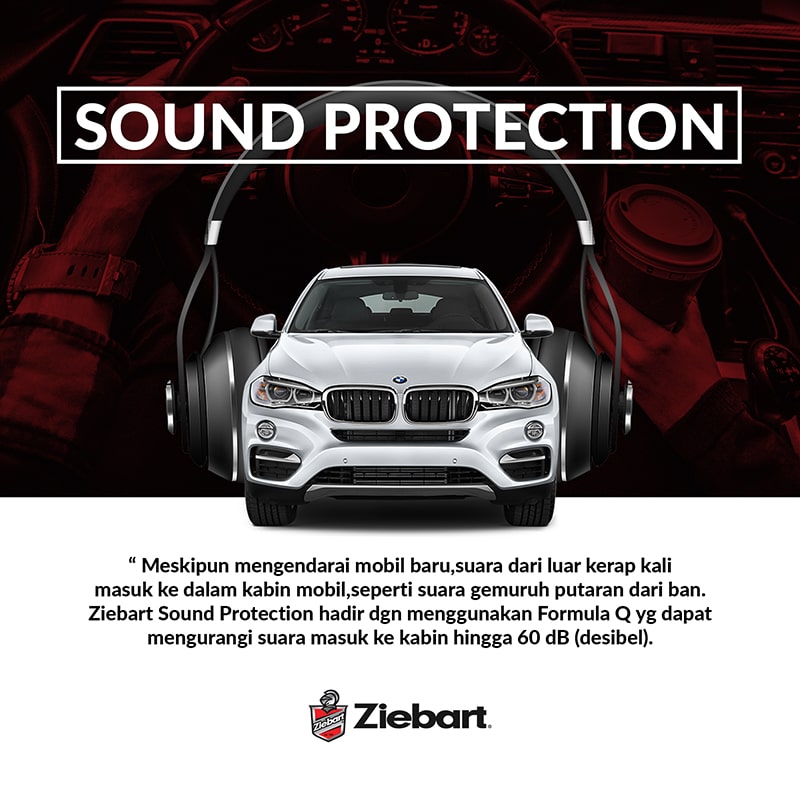 SOUND PROTECTION
“ Meskipun mengendarai mobil baru,suara dari luar kerap kali
masuk ke dalam kabin mobil,seperti suara gemuruh putaran dari ban.
Ziebart Sound Protection hadir dgn menggunakan Formula Q yg dapat
mengurangi suara masuk ke kabin hingga 60 dB (desibel).
Ziebart Ziebart®